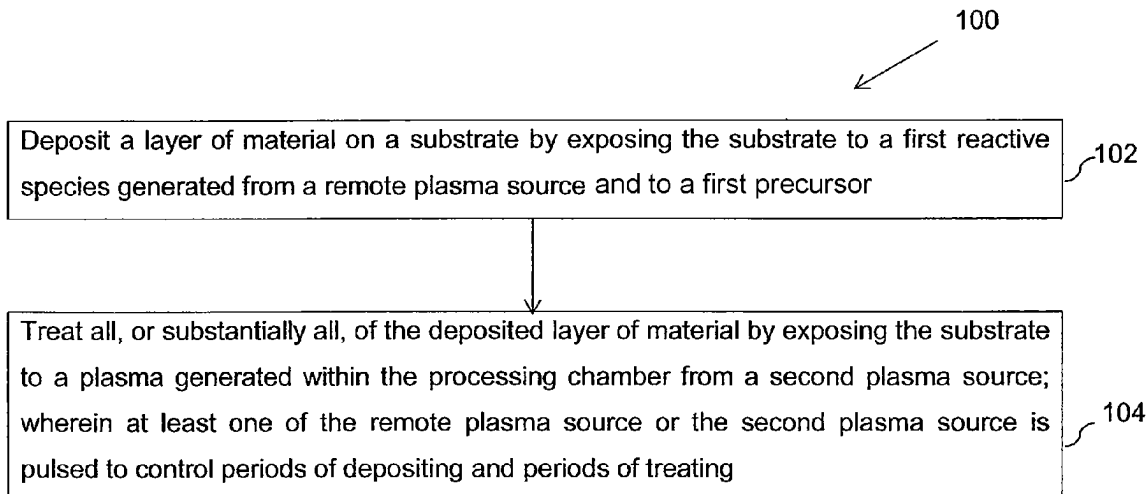 100
Deposit a layer of material on a substrate by exposing the substrate to a first reactive
species generated from a remote plasma source and to a first precursor
102
Treat all, or substantially all, of the deposited layer of material by exposing the substrate
to a plasma generated within the processing chamber from a second plasma source;
wherein at least one of the remote plasma source or the second plasma source is
pulsed to control periods of depositing and periods of treating
104